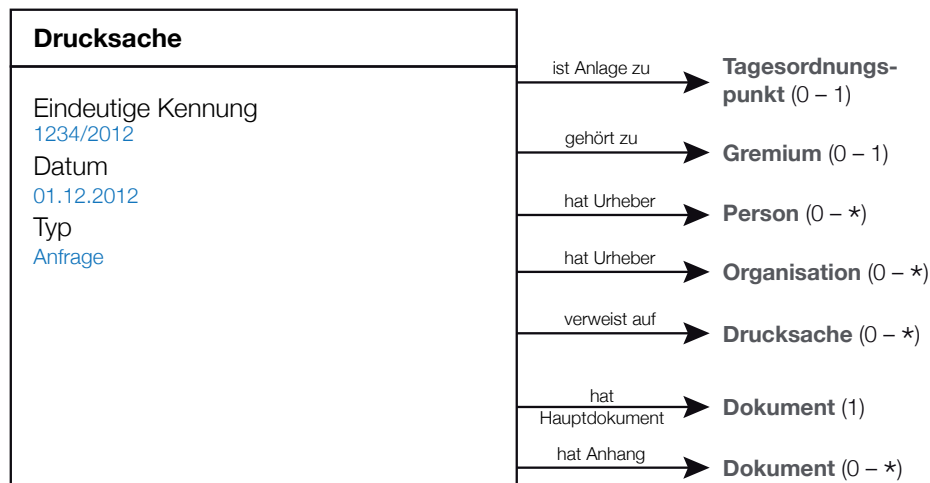 Drucksache
Eindeutige Kennung
1234/2012
Datum
01.12.2012
Typ
Anfrage
ist Anlage zu
Tagesordnungs-
punkt (0 – 1)
gehört zu
Gremium (0 – 1)
hat Urheber
Person (0 – *)
hat Urheber
Organisation (0 – *)
verweist auf
Drucksache (0 – *)
hat
Hauptdokument
Dokument (1)
hat Anhang
Dokument (0 – *)